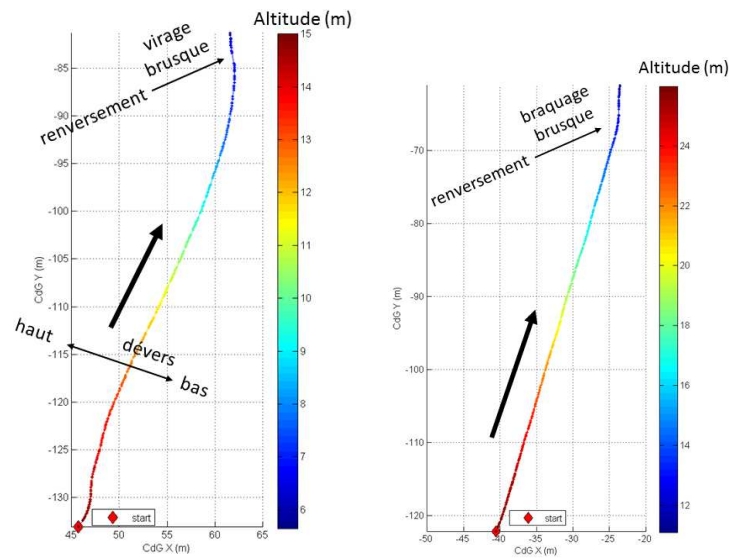 Altitude (m)
virage
brusque
renversement
15
14
13
12
11
10
9
8
7
6
-85
-90
-95
-100
-105
-110
-115
-120
-125
-130
CdG Y (m)
haut
dévers
bas
start
45
50
55
60
65
CdG X (m)
Altitude (m)
braquage
brusque
renversement
24
22
20
18
16
14
12
-70
-80
-90
-100
-110
-120
CdG Y (m)
start
-50
-40
-35
-30
-25
-20
CdG X (m)